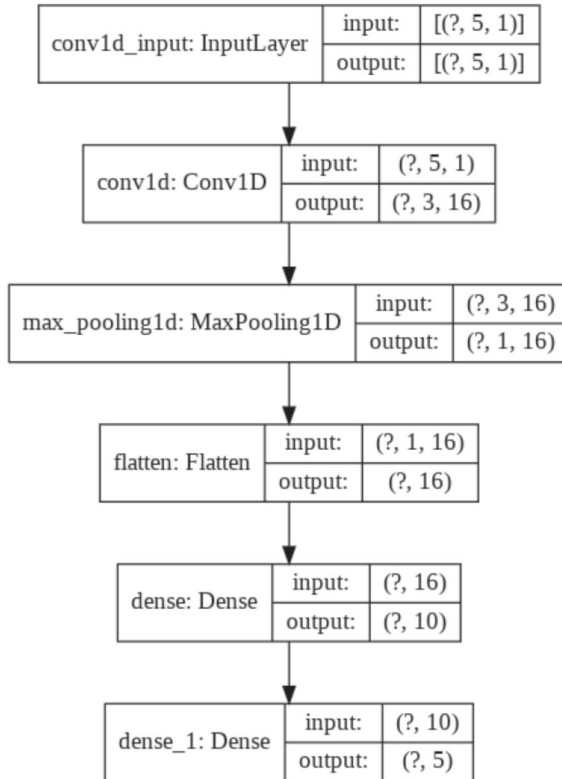 conv1d_input: InputLayer
input: [(?, 5, 1)]
output: [(?, 5, 1)]
conv1d: Conv1D
input: (?, 5, 1)
output: (?, 3, 16)
max_pooling1d: MaxPooling1D
input: (?, 3, 16)
output: (?, 1, 16)
flatten: Flatten
input: (?, 1, 16)
output: (?, 16)
dense: Dense
input: (?, 16)
output: (?, 10)
dense_1: Dense
input: (?, 10)
output: (?, 5)